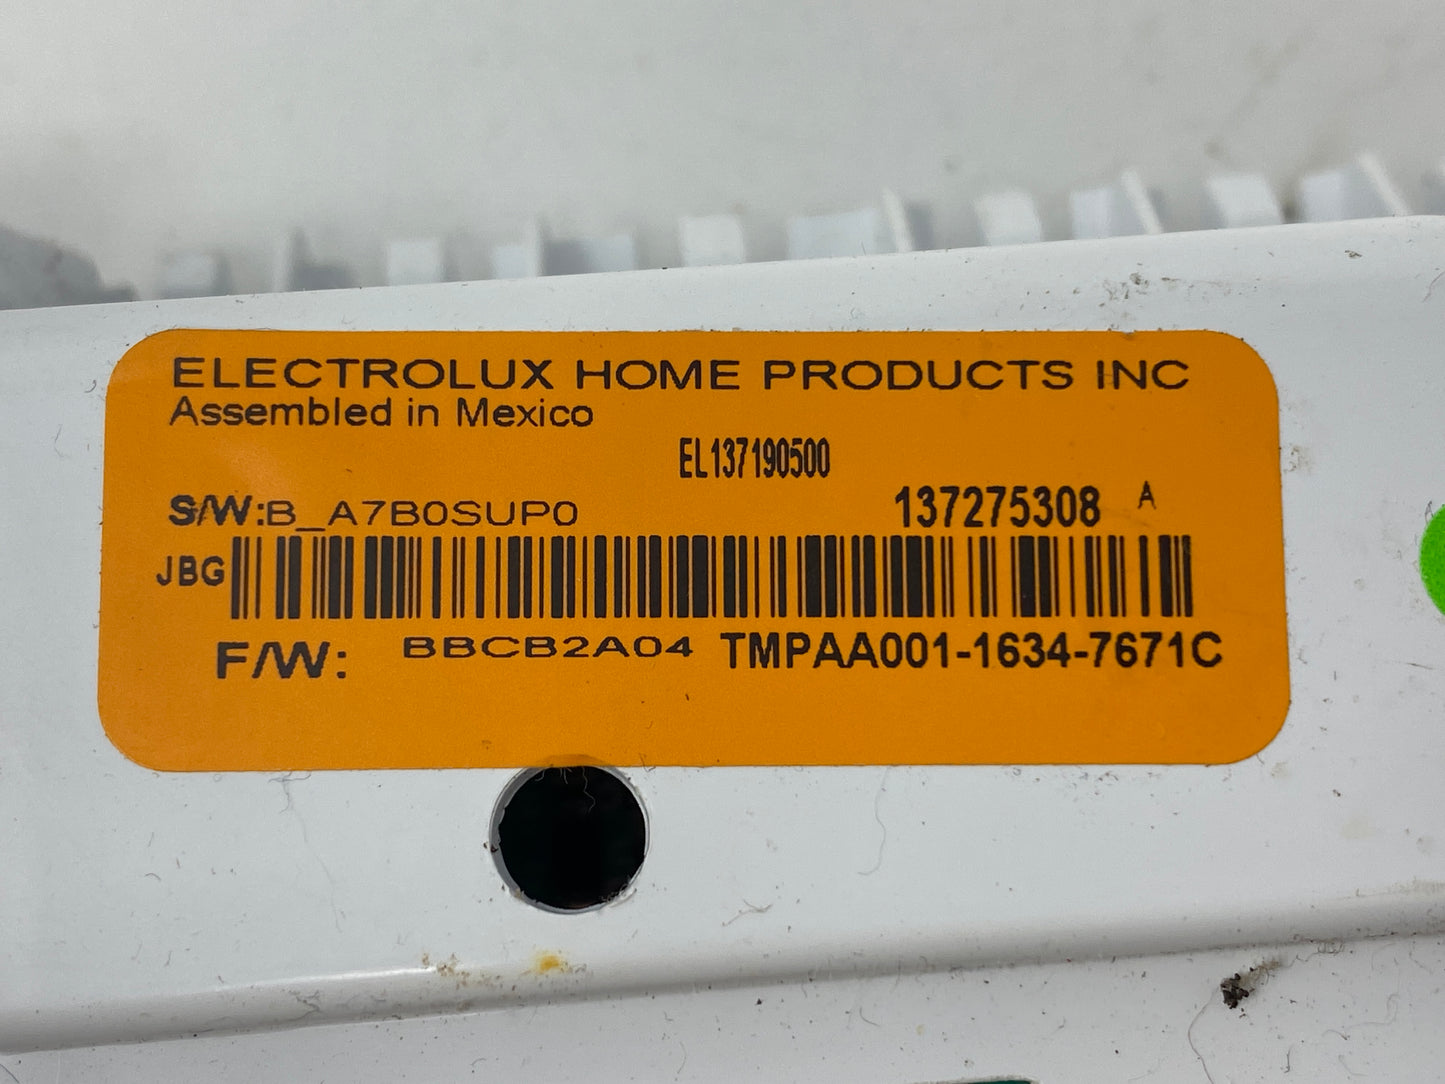 ELECTROLUX HOME PRODUCTS INC
Assembled in Mexico
EL137190500
S/W:B_A7B0SUP0 137275308 A
JBG
F/W: BBCB2A04 TMPAA001-1634-7671C